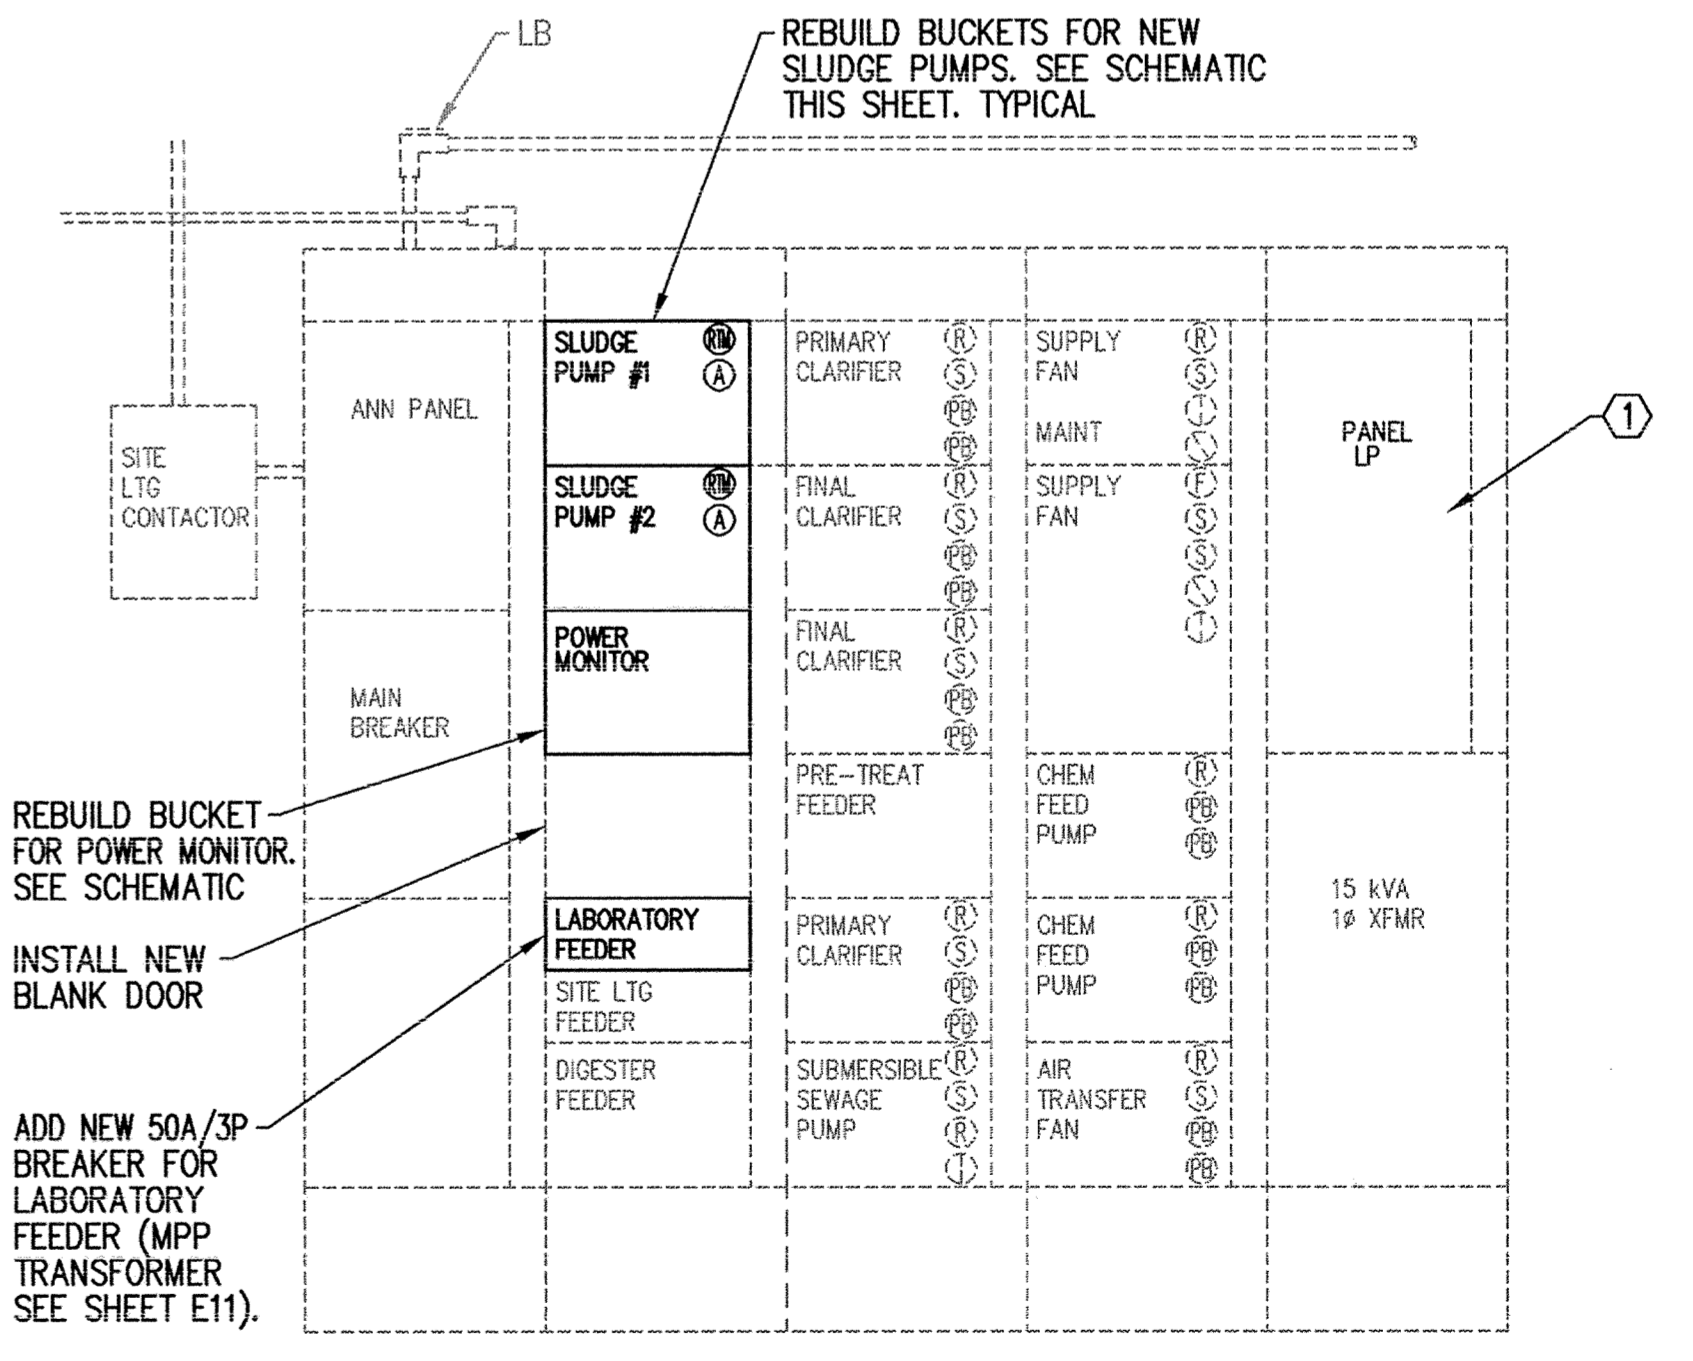 LB
REBUILD BUCKETS FOR NEW
SLUDGE PUMPS. SEE SCHEMATIC
THIS SHEET. TYPICAL
SITE
LTG
CONTACTOR
ANN PANEL
MAIN
BREAKER
SLUDGE
PUMP #1
RTM
A
SLUDGE
PUMP #2
RTM
A
POWER
MONITOR
LABORATORY
FEEDER
SITE LTG
FEEDER
DIGESTER
FEEDER
PRIMARY
CLARIFIER
R
S
PB
PB
FINAL
CLARIFIER
R
S
PB
PB
FINAL
CLARIFIER
R
S
PB
PB
PRE-TREAT
FEEDER
PRIMARY
CLARIFIER
R
S
PB
PB
SUBMERSIBLE
SEWAGE
PUMP
R
S
R
SUPPLY
FAN
MAINT
R
S
SUPPLY
FAN
F
S
S
CHEM
FEED
PUMP
R
PB
PB
CHEM
FEED
PUMP
R
PB
PB
AIR
TRANSFER
FAN
R
S
PB
PB
PANEL
LP
1
15 kVA
1ø XFMR
REBUILD BUCKET
FOR POWER MONITOR.
SEE SCHEMATIC
INSTALL NEW
BLANK DOOR
ADD NEW 50A/3P
BREAKER FOR
LABORATORY
FEEDER (MPP
TRANSFORMER
SEE SHEET E11).